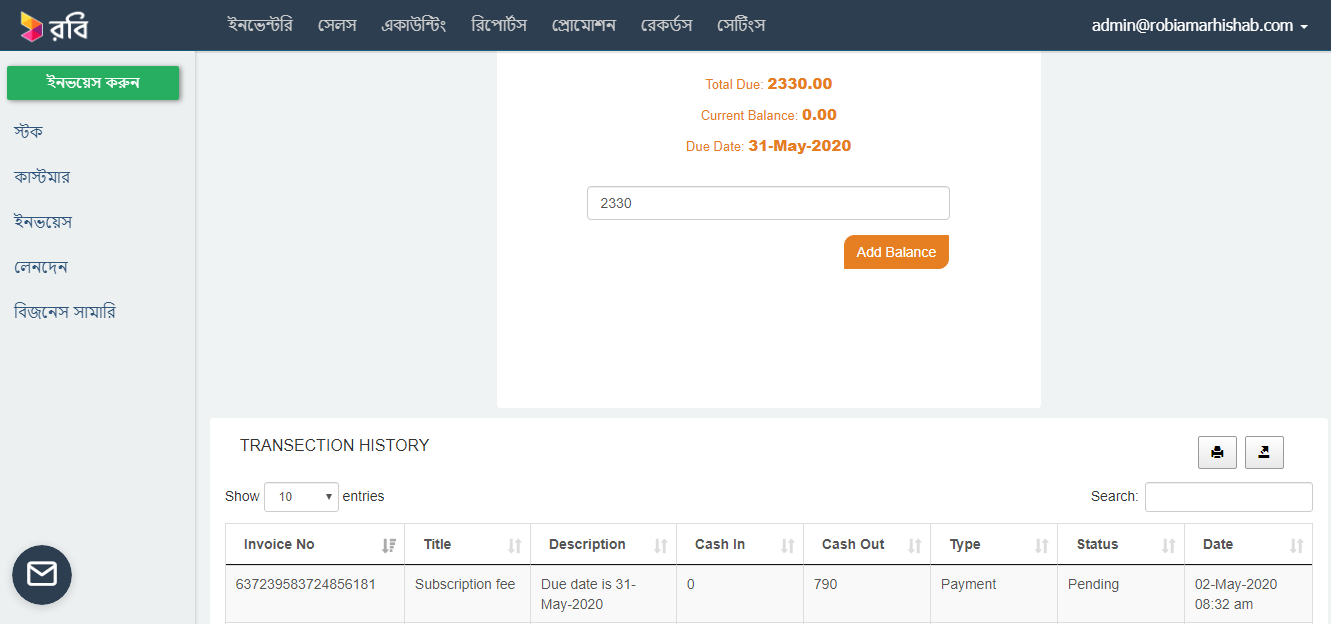 রবি
ইনভেন্টরি সেলস একাউন্টিং রিপোর্টস প্রোমোশন রেকর্ডস সেটিংস admin@robiamarhishab.com
ইনভয়েস করুন
স্টক
কাস্টমার
ইনভয়েস
লেনদেন
বিজনেস সামারি
Total Due: 2330.00
Current Balance: 0.00
Due Date: 31-May-2020
2330
Add Balance
TRANSECTION HISTORY
Show 10 entries Search:
Invoice No Title Description Cash In Cash Out Type Status Date
637239583724856181 Subscription fee Due date is 31- 0 790 Payment Pending 02-May-2020
May-2020 08:32 am